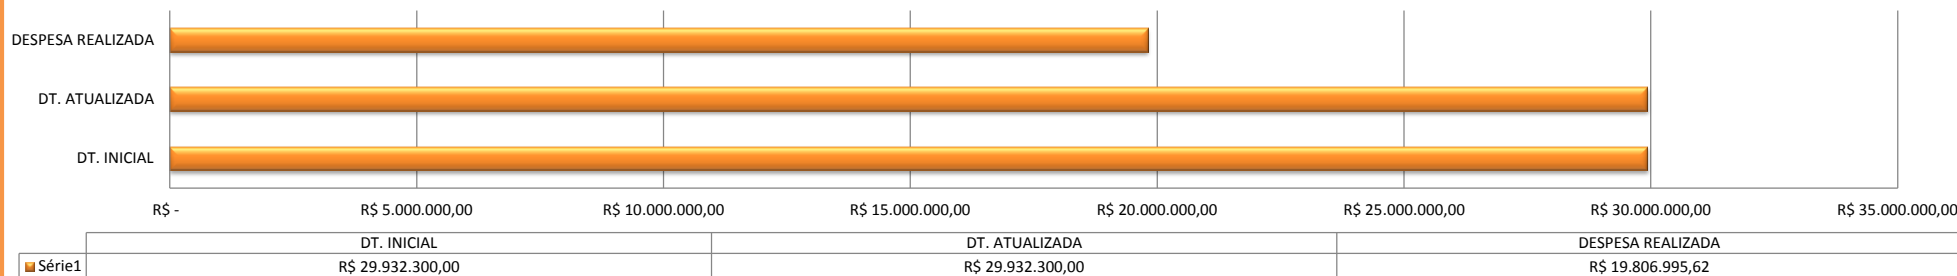 DESPESA REALIZADA
DT. ATUALIZADA
DT. INICIAL
R$ - R$ 5.000.000,00 R$ 10.000.000,00 R$ 15.000.000,00 R$ 20.000.000,00 R$ 25.000.000,00 R$ 30.000.000,00 R$ 35.000.000,00
DT. INICIAL DT. ATUALIZADA DESPESA REALIZADA
Série1 R$ 29.932.300,00 R$ 29.932.300,00 R$ 19.806.995,62